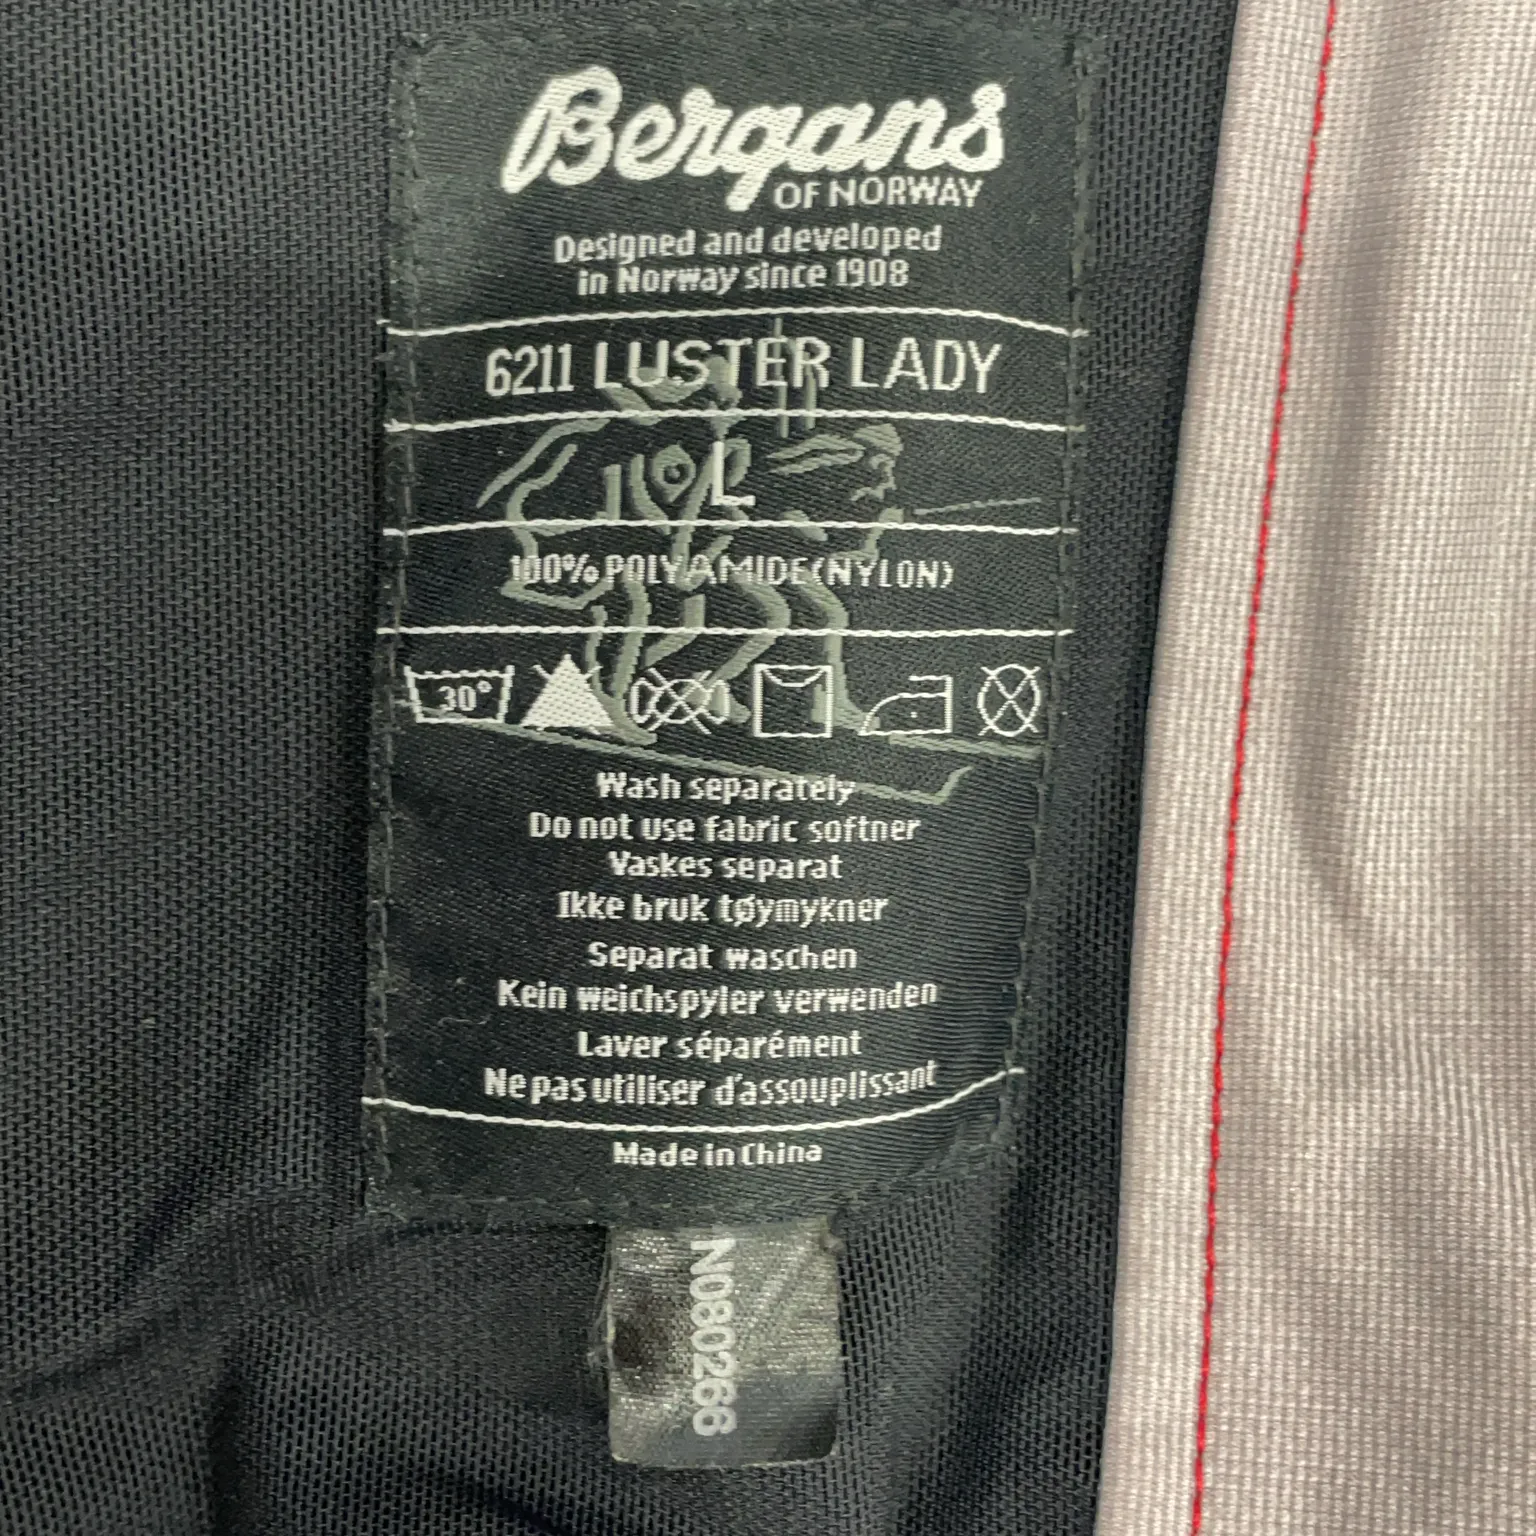 Bergans
OF NORWAY
Designed and developed
in Norway since 1908
6211 LUSTER LADY
L
100% POLYAMIDE(NYLON)
30°
Wash separately
Do not use fabric softner
Vaskes separat
Ikke bruk tøymykner
Separat waschen
Kein weichspyler verwenden
Laver séparément
Ne pas utiliser d'assouplissant
Made in China
N080266